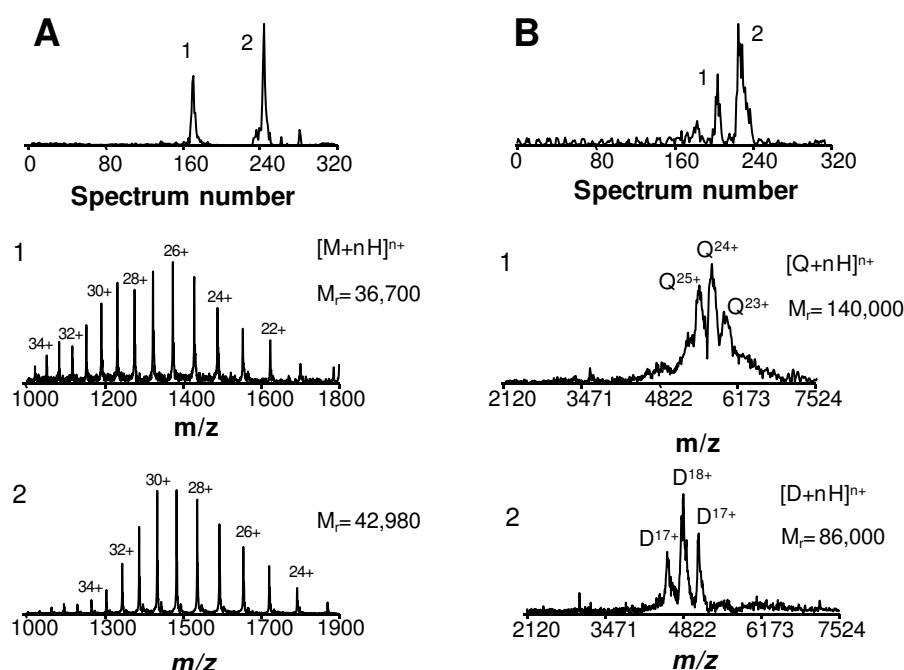 A
1
2
0 80 160 240 320
Spectrum number
1
[M+nH]ⁿ⁺
Mᵣ= 36,700
34+ 32+ 30+ 28+ 26+ 24+ 22+
1000 1200 1400 1600 1800
m/z
2
Mᵣ= 42,980
34+ 32+ 30+ 28+ 26+ 24+
1000 1300 1500 1700 1900
m/z
B
1
2
0 80 160 240 320
Spectrum number
1
Q²⁵⁺ Q²⁴⁺ Q²³⁺
[Q+nH]ⁿ⁺
Mᵣ= 140,000
2120 3471 4822 6173 7524
m/z
2
D¹⁷⁺ D¹⁸⁺ D¹⁷⁺
[D+nH]ⁿ⁺
Mᵣ= 86,000
2120 3471 4822 6173 7524
m/z